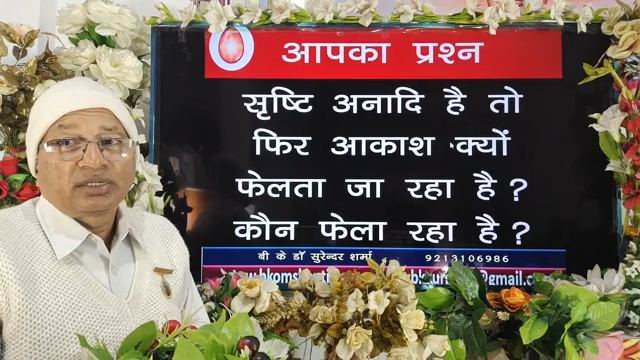 आपका प्रश्न
सृष्टि अनादि है तो
फिर आकाश क्यों
फेलता जा रहा है ?
कौन फेला रहा है ?
बी के डॉ सुरेन्दर शर्मा 9213106986